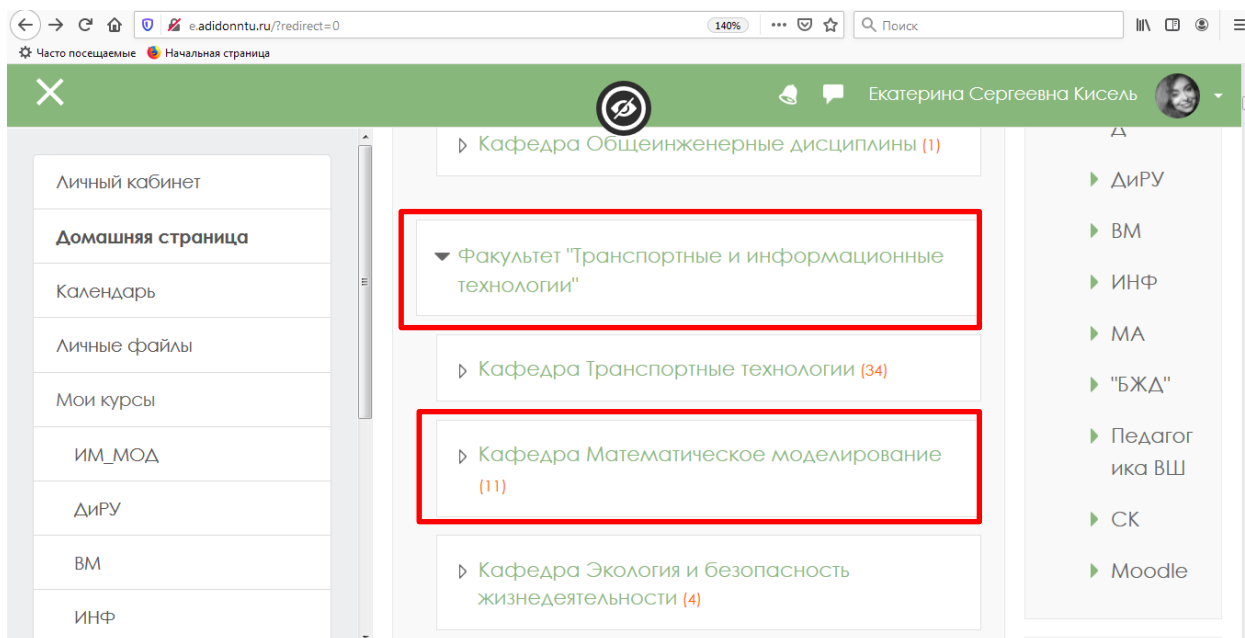 e.adidonntu.ru/?redirect=0
140%
Поиск
Часто посещаемые
Начальная страница
Екатерина Сергеевна Кисель
Личный кабинет
Домашняя страница
Календарь
Личные файлы
Мои курсы
ИМ_МОД
ДиРУ
ВМ
ИНФ
Кафедра Общеинженерные дисциплины (1)
Факультет "Транспортные и информационные
технологии"
Кафедра Транспортные технологии (34)
Кафедра Математическое моделирование
(11)
Кафедра Экология и безопасность
жизнедеятельности (4)
Д
ДиРУ
ВМ
ИНФ
МА
"БЖД"
Педагог
ика ВШ
СК
Moodle